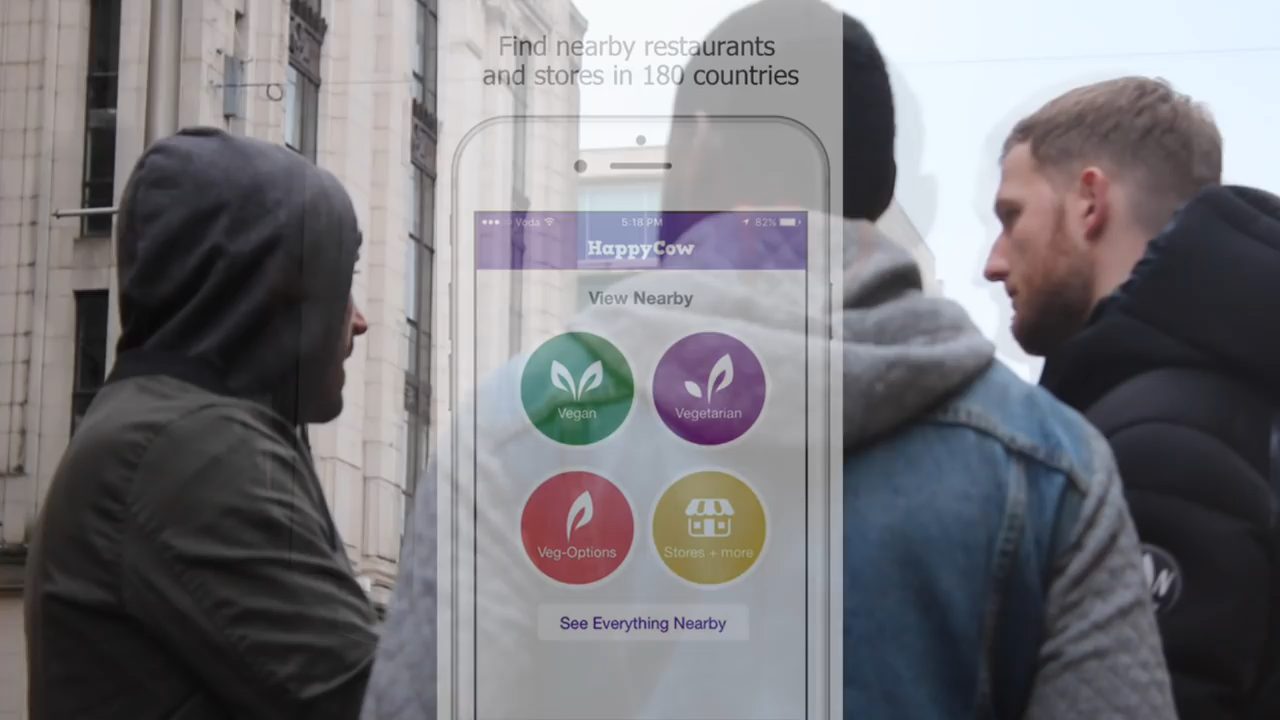 Find nearby restaurants
and stores in 180 countries
Voda 5:18 PM 82%
HappyCow
View Nearby
Vegan Vegetarian
Veg-Options Stores + more
See Everything Nearby